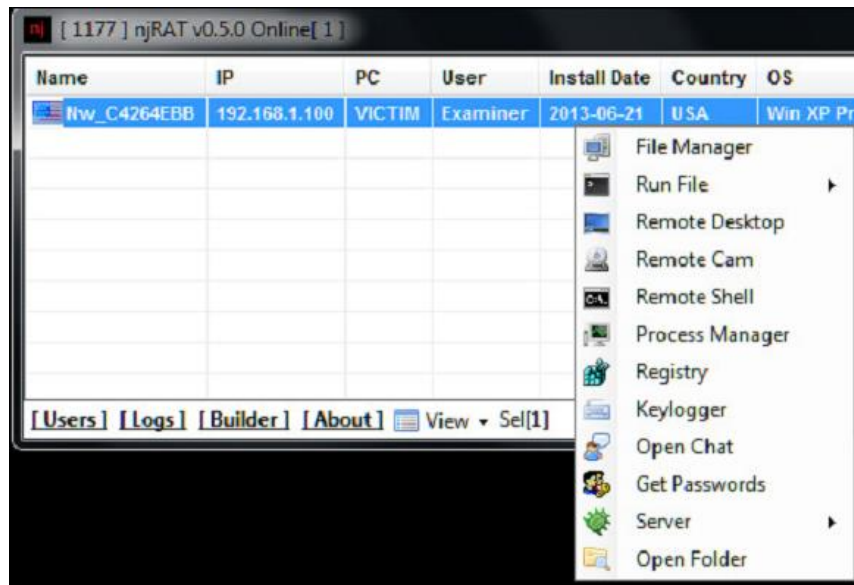 nj [ 1177 ] njRAT v0.5.0 Online[ 1 ]
Name IP PC User Install Date Country OS
Nw_C4264EBB 192.168.1.100 VICTIM Examiner 2013-06-21 USA Win XP Pr
File Manager
Run File
Remote Desktop
Remote Cam
Remote Shell
Process Manager
Registry
Keylogger
Open Chat
Get Passwords
Server
Open Folder
[Users] [Logs] [Builder] [About] View Sel[1]